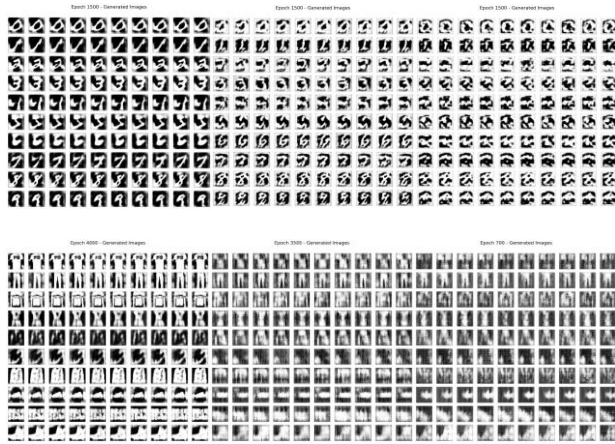 Epoch 1500 - Generated Images
Epoch 1500 - Generated Images
Epoch 1500 - Generated Images
Epoch 4000 - Generated Images
Epoch 3500 - Generated Images
Epoch 700 - Generated Images